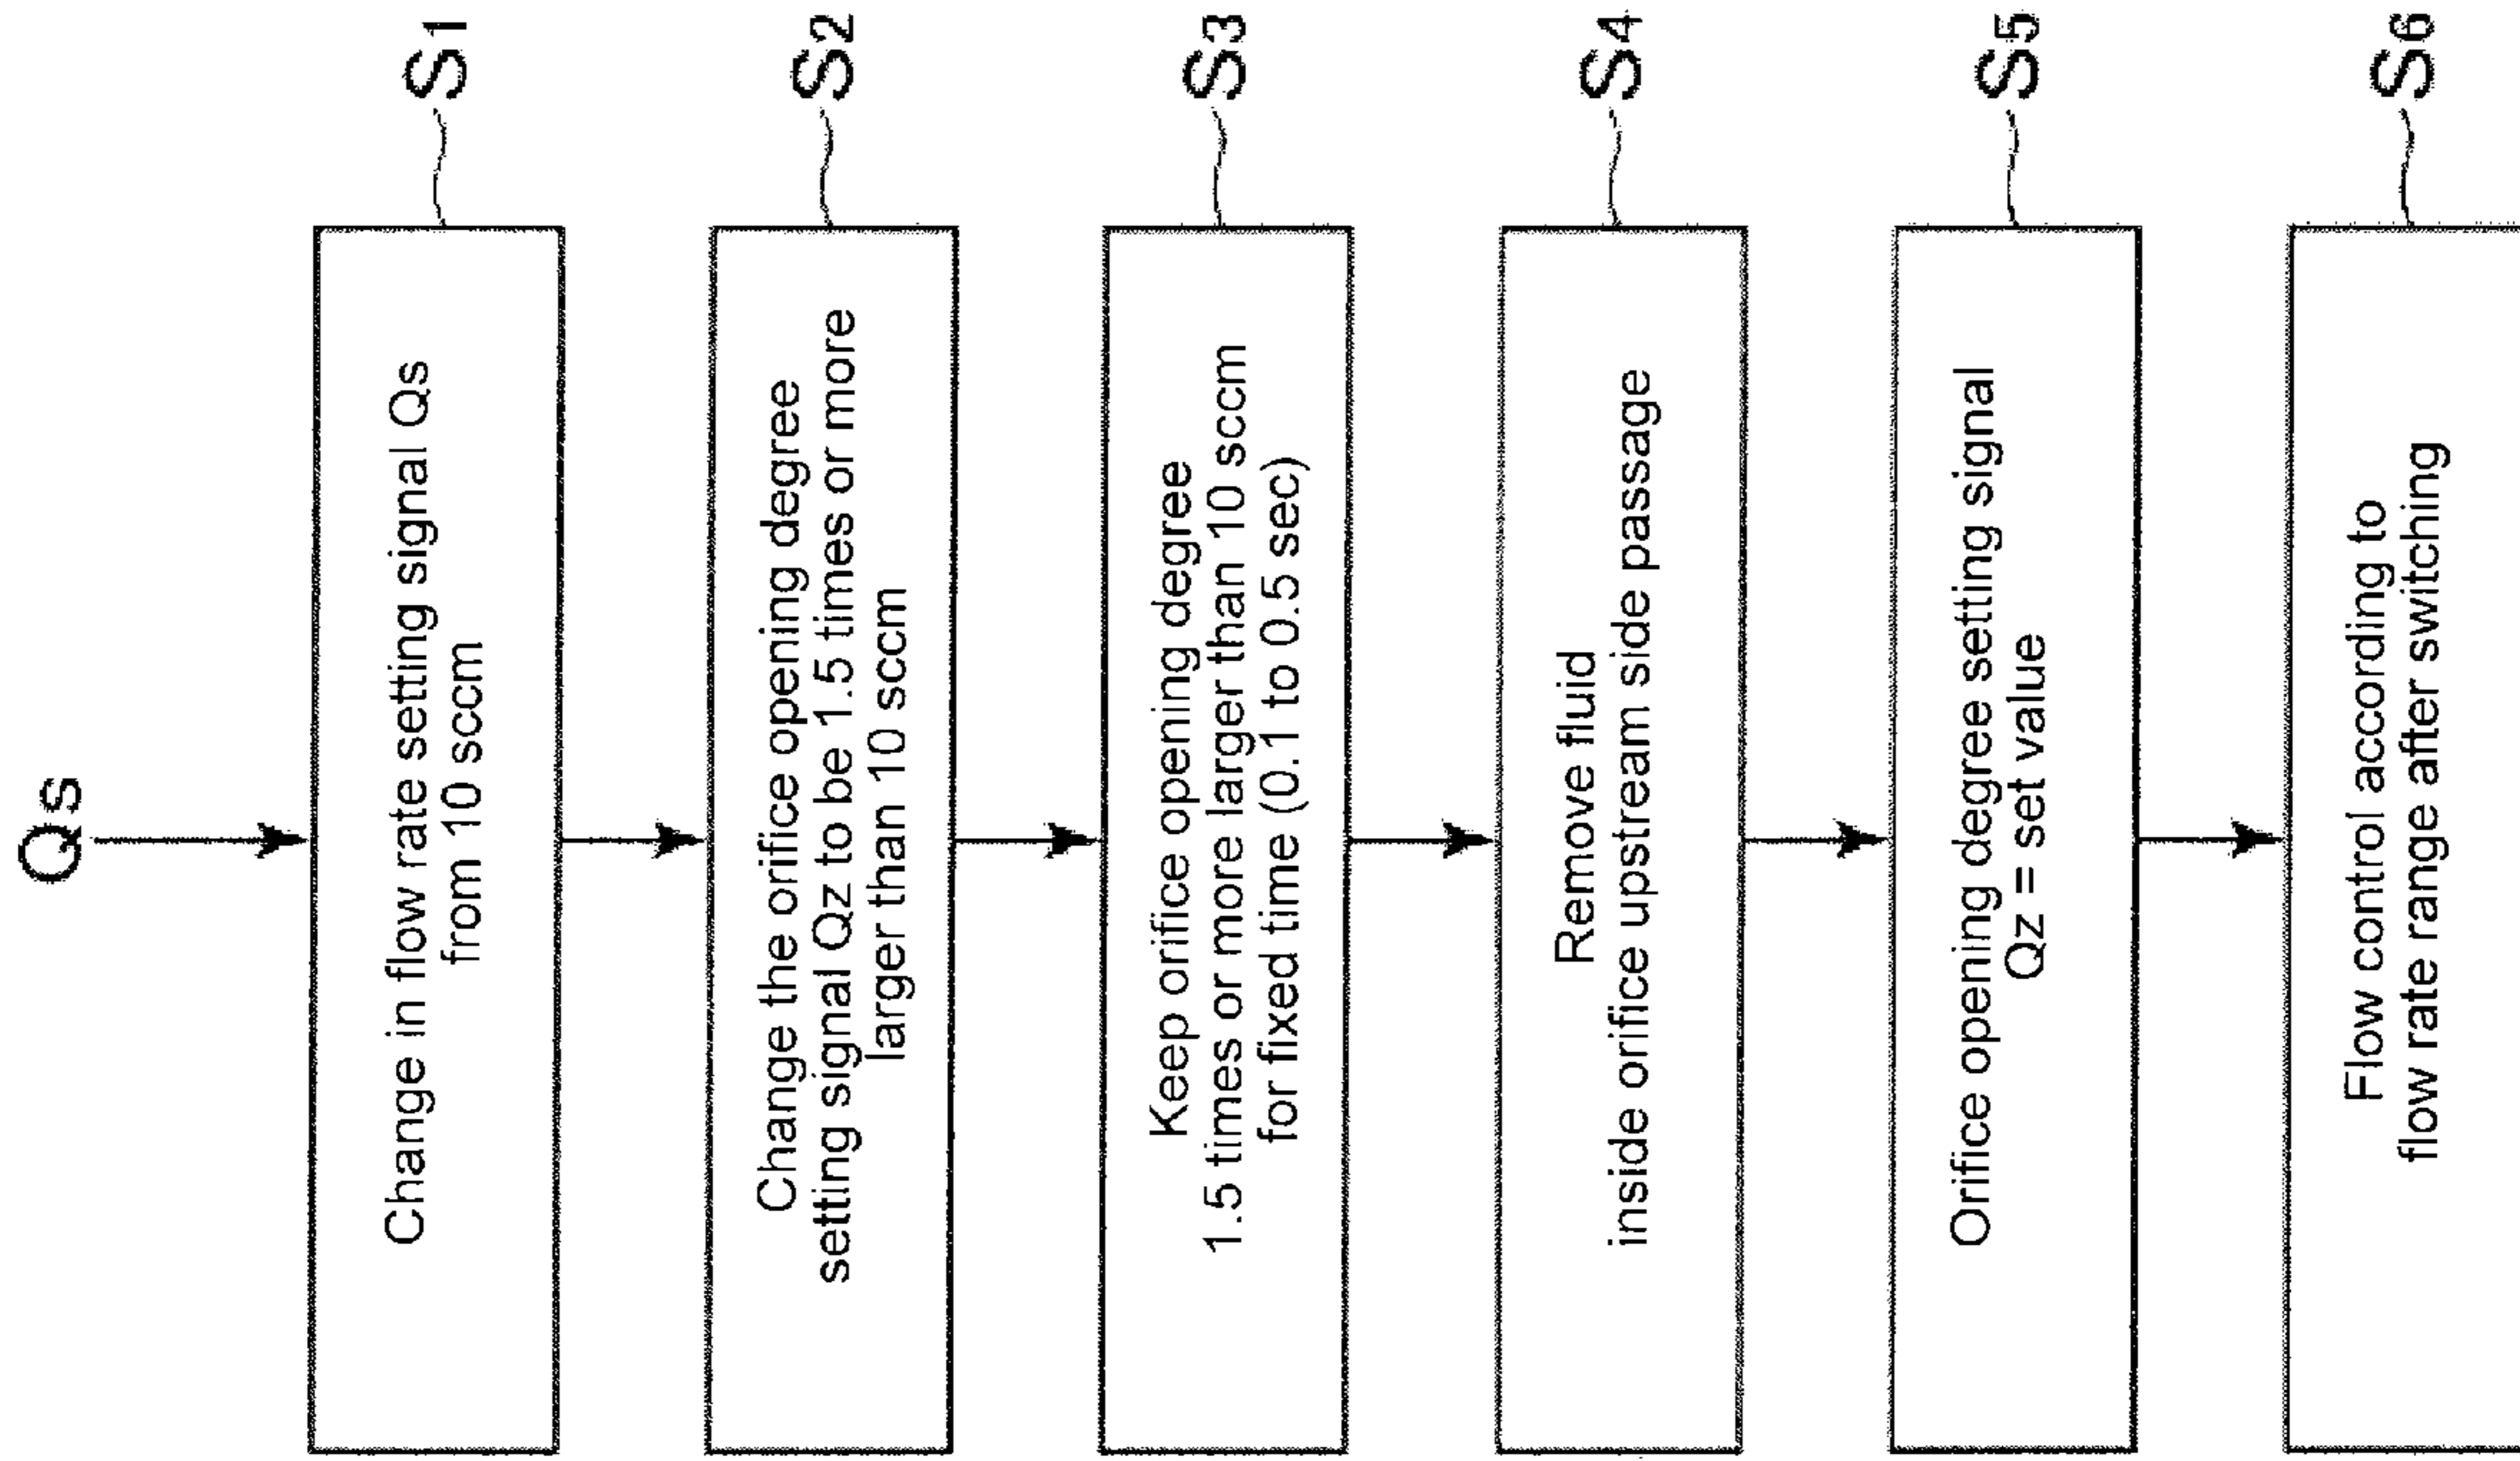 Qs
Change in flow rate setting signal Qs
from 10 sccm
S1
Change the orifice opening degree
setting signal Qz to be 1.5 times or more
larger than 10 sccm
S2
Keep orifice opening degree
1.5 times or more larger than 10 sccm
for fixed time (0.1 to 0.5 sec)
S3
Remove fluid
inside orifice upstream side passage
S4
Orifice opening degree setting signal
Qz = set value
S5
Flow control according to
flow rate range after switching
S6